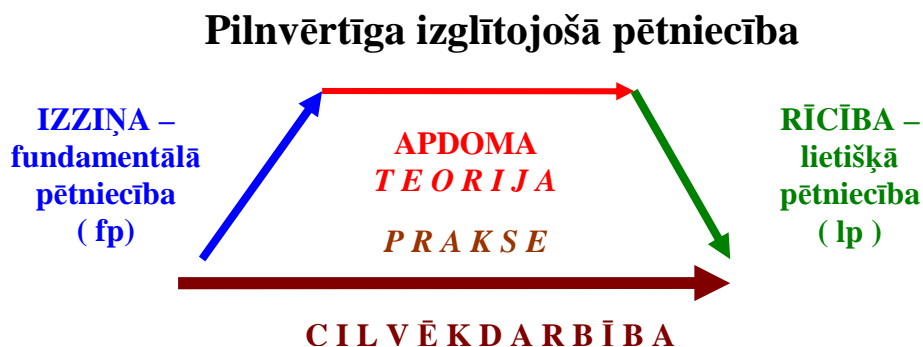 Pilnvērtīga izglītojošā pētniecība
IZZIŅA –
fundamentālā
pētniecība
( fp)
APDOMA
T E O R I J A
P R A K S E
RĪCĪBA –
lietišķā
pētniecība
( lp )
C I L V Ē K D A R B Ī B A